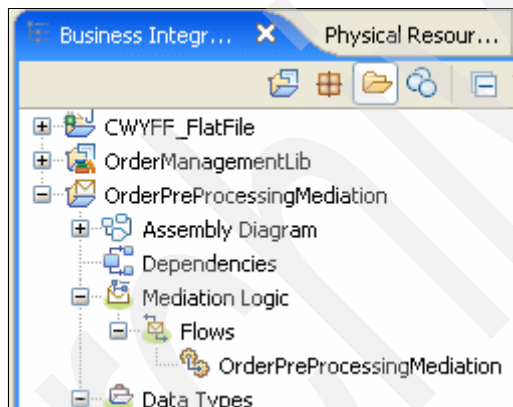 Business Integr... Physical Resour...
CWYFF_FlatFile
OrderManagementLib
OrderPreProcessingMediation
Assembly Diagram
Dependencies
Mediation Logic
Flows
OrderPreProcessingMediation
Data Types